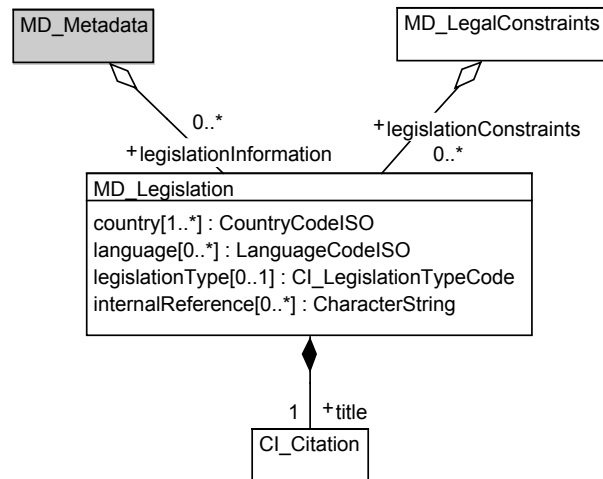 MD_Metadata
MD_LegalConstraints
0..*
+legislationInformation
+legislationConstraints
0..*
MD_Legislation
country[1..*] : CountryCodeISO
language[0..*] : LanguageCodeISO
legislationType[0..1] : CI_LegislationTypeCode
internalReference[0..*] : CharacterString
1 +title
CI_Citation